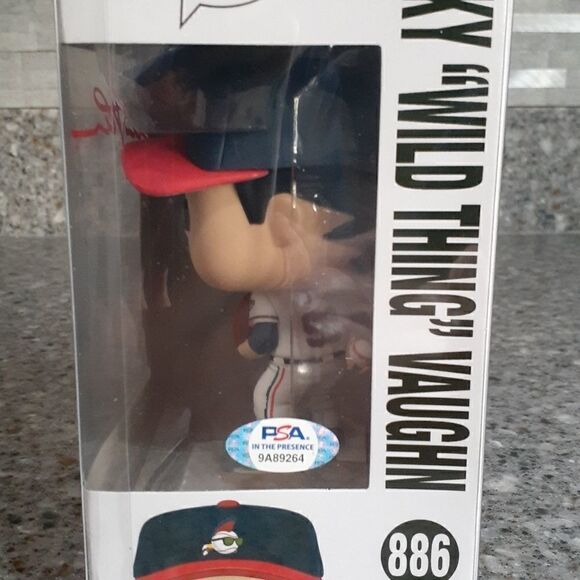 KY “WILD THING” VAUGHN
PSA
IN THE PRESENCE
9A89264
886